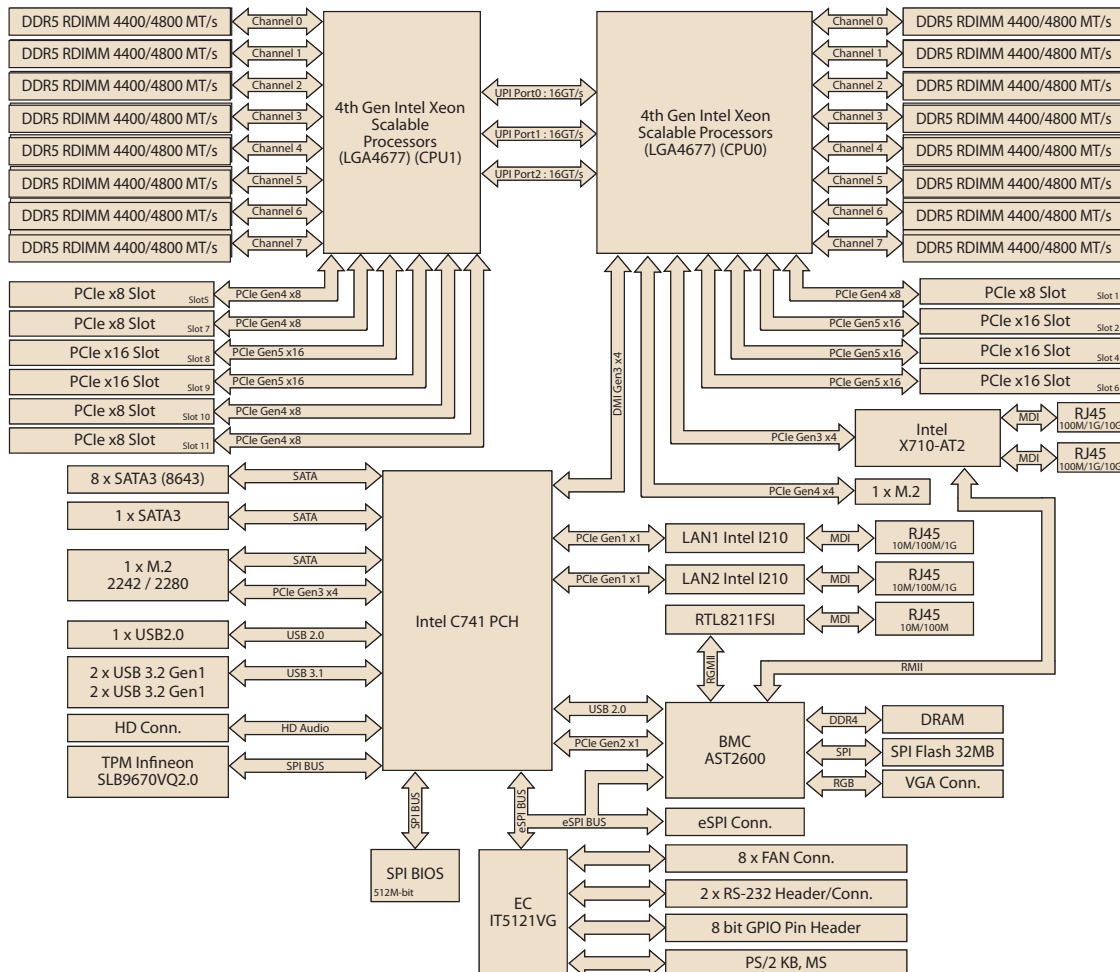 DDR5 RDIMM 4400/4800 MT/s
Channel 0
DDR5 RDIMM 4400/4800 MT/s
Channel 1
DDR5 RDIMM 4400/4800 MT/s
Channel 2
DDR5 RDIMM 4400/4800 MT/s
Channel 3
DDR5 RDIMM 4400/4800 MT/s
Channel 4
DDR5 RDIMM 4400/4800 MT/s
Channel 5
DDR5 RDIMM 4400/4800 MT/s
Channel 6
DDR5 RDIMM 4400/4800 MT/s
Channel 7
4th Gen Intel Xeon
Scalable
Processors
(LGA4677) (CPU1)
UPI Port0 : 16GT/s
UPI Port1 : 16GT/s
UPI Port2 : 16GT/s
4th Gen Intel Xeon
Scalable Processors
(LGA4677) (CPU0)
Channel 0
DDR5 RDIMM 4400/4800 MT/s
Channel 1
DDR5 RDIMM 4400/4800 MT/s
Channel 2
DDR5 RDIMM 4400/4800 MT/s
Channel 3
DDR5 RDIMM 4400/4800 MT/s
Channel 4
DDR5 RDIMM 4400/4800 MT/s
Channel 5
DDR5 RDIMM 4400/4800 MT/s
Channel 6
DDR5 RDIMM 4400/4800 MT/s
Channel 7
DDR5 RDIMM 4400/4800 MT/s
PCIe x8 Slot
Slot5
PCIe Gen4 x8
PCIe x8 Slot
Slot 7
PCIe Gen4 x8
PCIe x16 Slot
Slot 8
PCIe Gen5 x16
PCIe x16 Slot
Slot 9
PCIe Gen5 x16
PCIe x8 Slot
Slot 10
PCIe Gen4 x8
PCIe x8 Slot
Slot 11
PCIe Gen4 x8
DMI Gen3 x4
PCIe Gen4 x8
PCIe x8 Slot
Slot 1
PCIe Gen5 x16
PCIe x16 Slot
Slot 2
PCIe Gen5 x16
PCIe x16 Slot
Slot 4
PCIe Gen5 x16
PCIe x16 Slot
Slot 6
PCIe Gen3 x4
Intel
X710-AT2
MDI
RJ45
100M/1G/10G
MDI
RJ45
100M/1G/10G
PCIe Gen4 x4
1 x M.2
8 x SATA3 (8643)
SATA
1 x SATA3
SATA
1 x M.2
2242 / 2280
SATA
PCIe Gen3 x4
1 x USB2.0
USB 2.0
2 x USB 3.2 Gen1
2 x USB 3.2 Gen1
USB 3.1
HD Conn.
HD Audio
TPM Infineon
SLB9670VQ2.0
SPI BUS
Intel C741 PCH
PCIe Gen1 x1
LAN1 Intel I210
MDI
RJ45
10M/100M/1G
PCIe Gen1 x1
LAN2 Intel I210
MDI
RJ45
10M/100M/1G
RTL8211FSI
MDI
RJ45
10M/100M
RGMII
RMII
USB 2.0
PCIe Gen2 x1
BMC
AST2600
DDR4
DRAM
SPI
SPI Flash 32MB
RGB
VGA Conn.
SPI BUS
eSPI BUS
eSPI BUS
eSPI Conn.
SPI BIOS
512M-bit
EC
IT5121VG
8 x FAN Conn.
2 x RS-232 Header/Conn.
8 bit GPIO Pin Header
PS/2 KB, MS